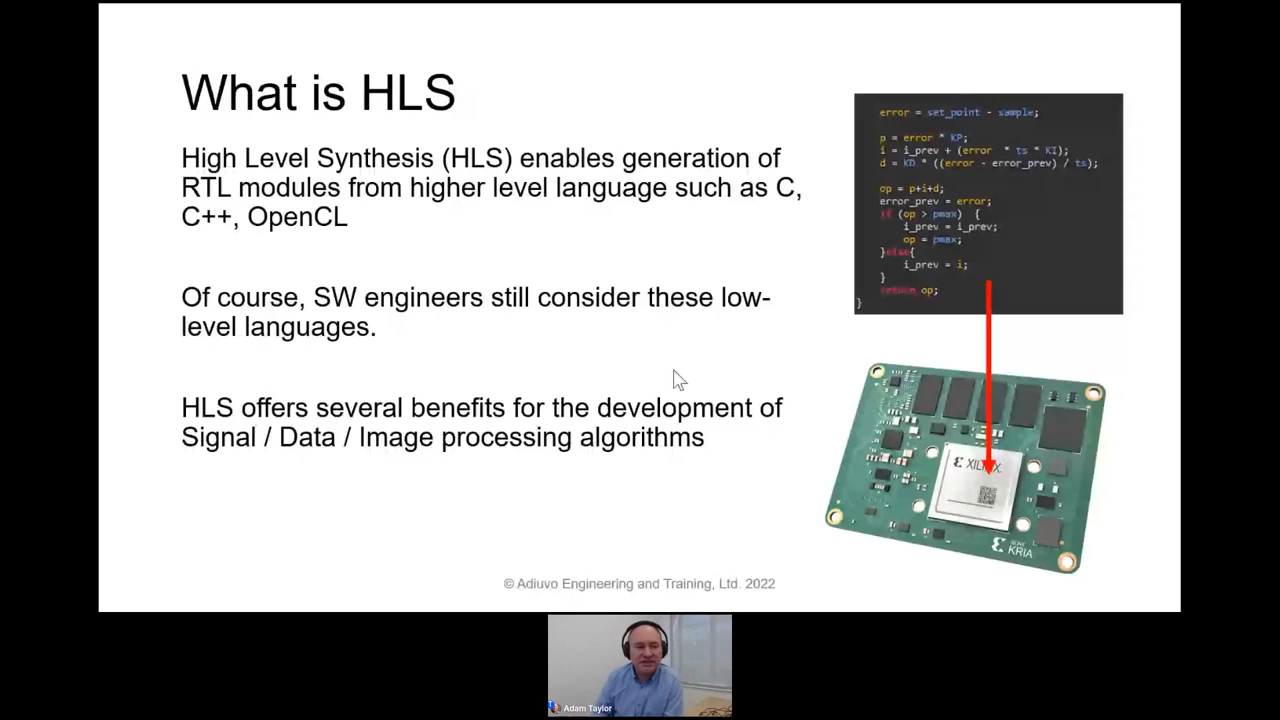 What is HLS
High Level Synthesis (HLS) enables generation of
RTL modules from higher level language such as C,
C++, OpenCL
Of course, SW engineers still consider these low-
level languages.
HLS offers several benefits for the development of
Signal / Data / Image processing algorithms
error = set_point - sample;
p = error * KP;
i = i_prev + (error * ts * KI);
d = KD * ((error - error_prev) / ts);
op = p+i+d;
error_prev = error;
if (op > pmax) {
i_prev = i_prev;
op = pmax;
}else{
i_prev = i;
}
return op;
}
XILINX
KRIA
© Adiuvo Engineering and Training, Ltd. 2022
Adam Taylor